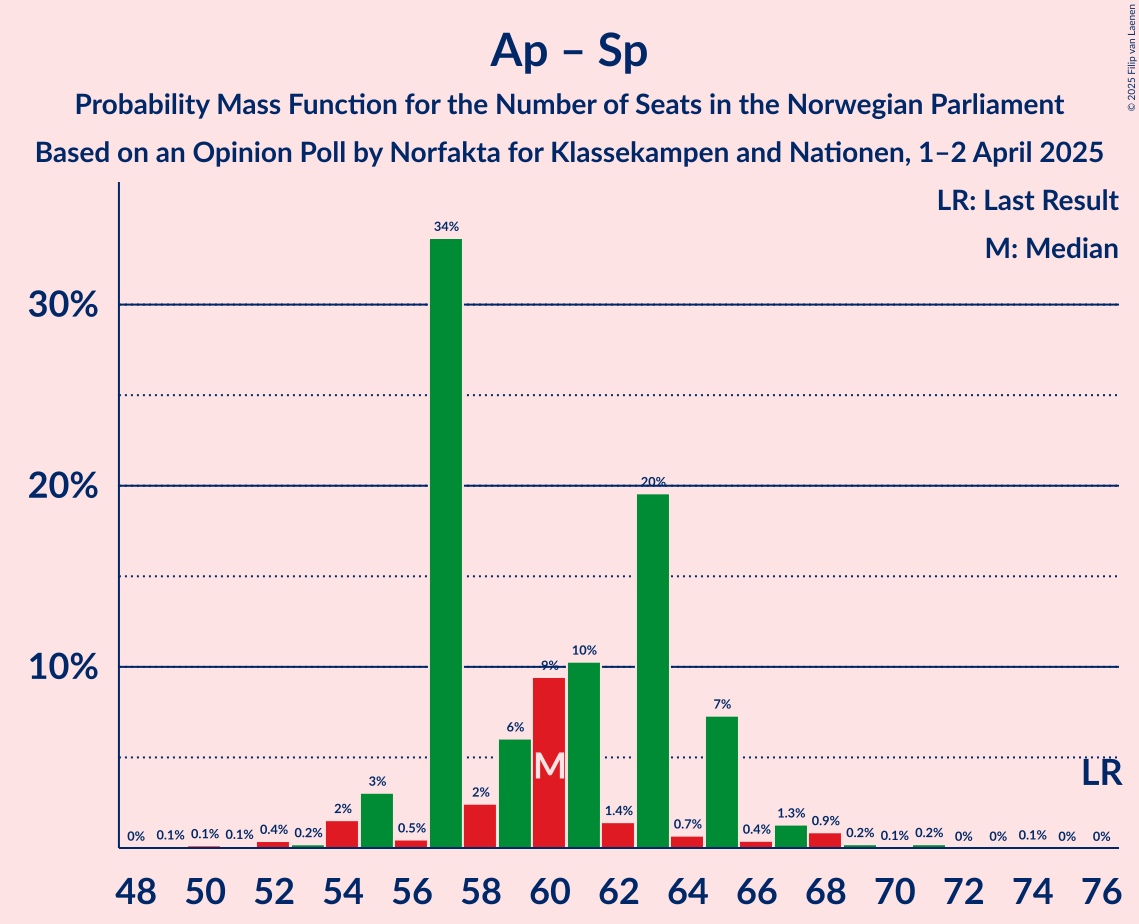 Ap – Sp
Probability Mass Function for the Number of Seats in the Norwegian Parliament
Based on an Opinion Poll by Norfakta for Klassekampen and Nationen, 1–2 April 2025
© 2025 Filip van Laenen
LR: Last Result
M: Median
30%
20%
10%
0% 0.1% 0.1% 0.1% 0.4% 0.2% 2% 3% 0.5% 34% 2% 6% 9% 10% 1.4% 20% 0.7% 7% 0.4% 1.3% 0.9% 0.2% 0.1% 0.2% 0% 0% 0.1% 0% 0%
M
LR
48 50 52 54 56 58 60 62 64 66 68 70 72 74 76